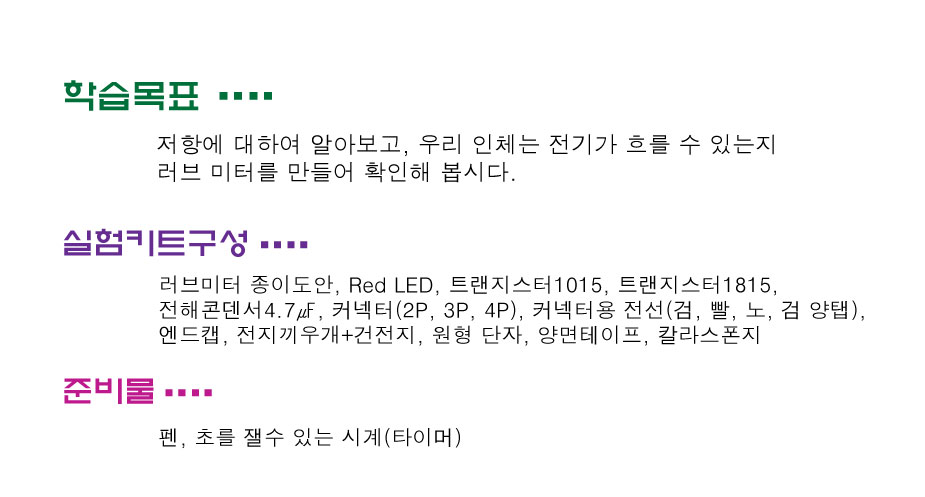 학습목표 ▪▪▪▪
저항에 대하여 알아보고, 우리 인체는 전기가 흐를 수 있는지
러브 미터를 만들어 확인해 봅시다.
실험키트구성 ▪▪▪▪
러브미터 종이도안, Red LED, 트랜지스터1015, 트랜지스터1815,
전해콘덴서4.7㎌, 커넥터(2P, 3P, 4P), 커넥터용 전선(검, 빨, 노, 검 양탭),
엔드캡, 전지끼우개+건전지, 원형 단자, 양면테이프, 칼라스폰지
준비물 ▪▪▪▪
펜, 초를 잴수 있는 시계(타이머)